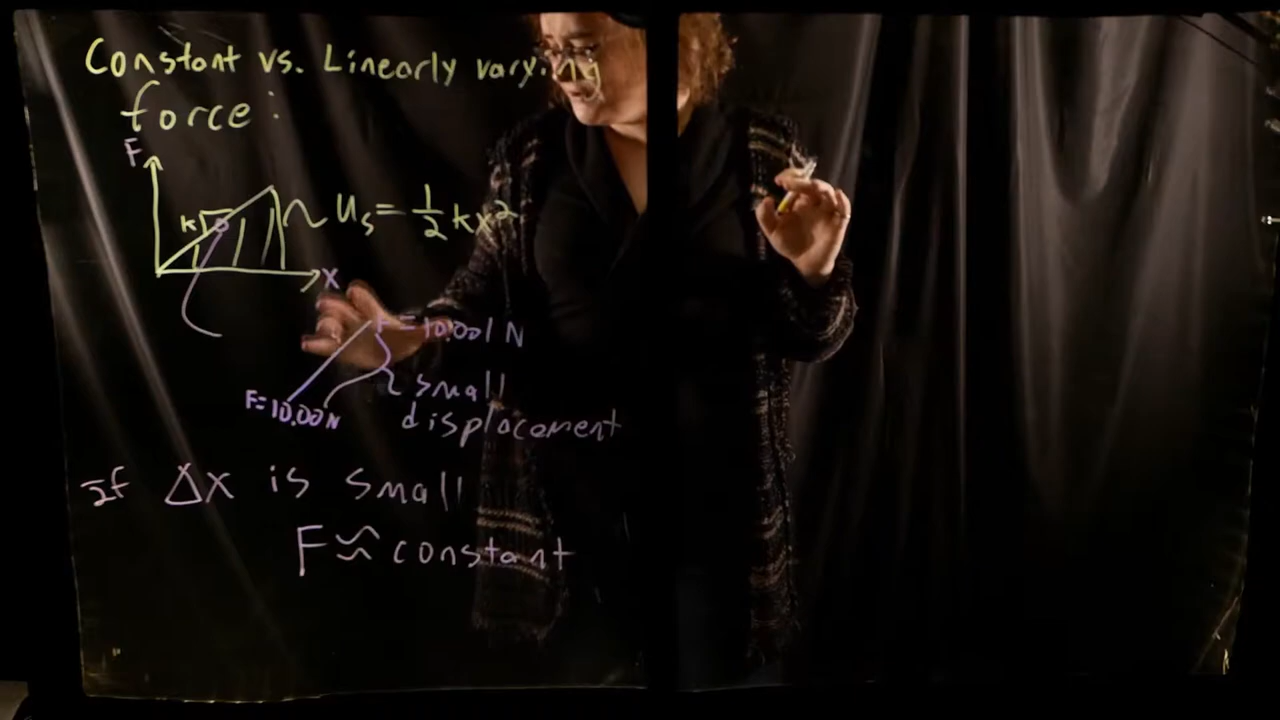 Constant vs. Linearly varying
force:
F
k
~ Us = 1/2 kx²
x
F = 10.001 N
small
F=10.00N
displacement
If Δx is small
F ≈ constant